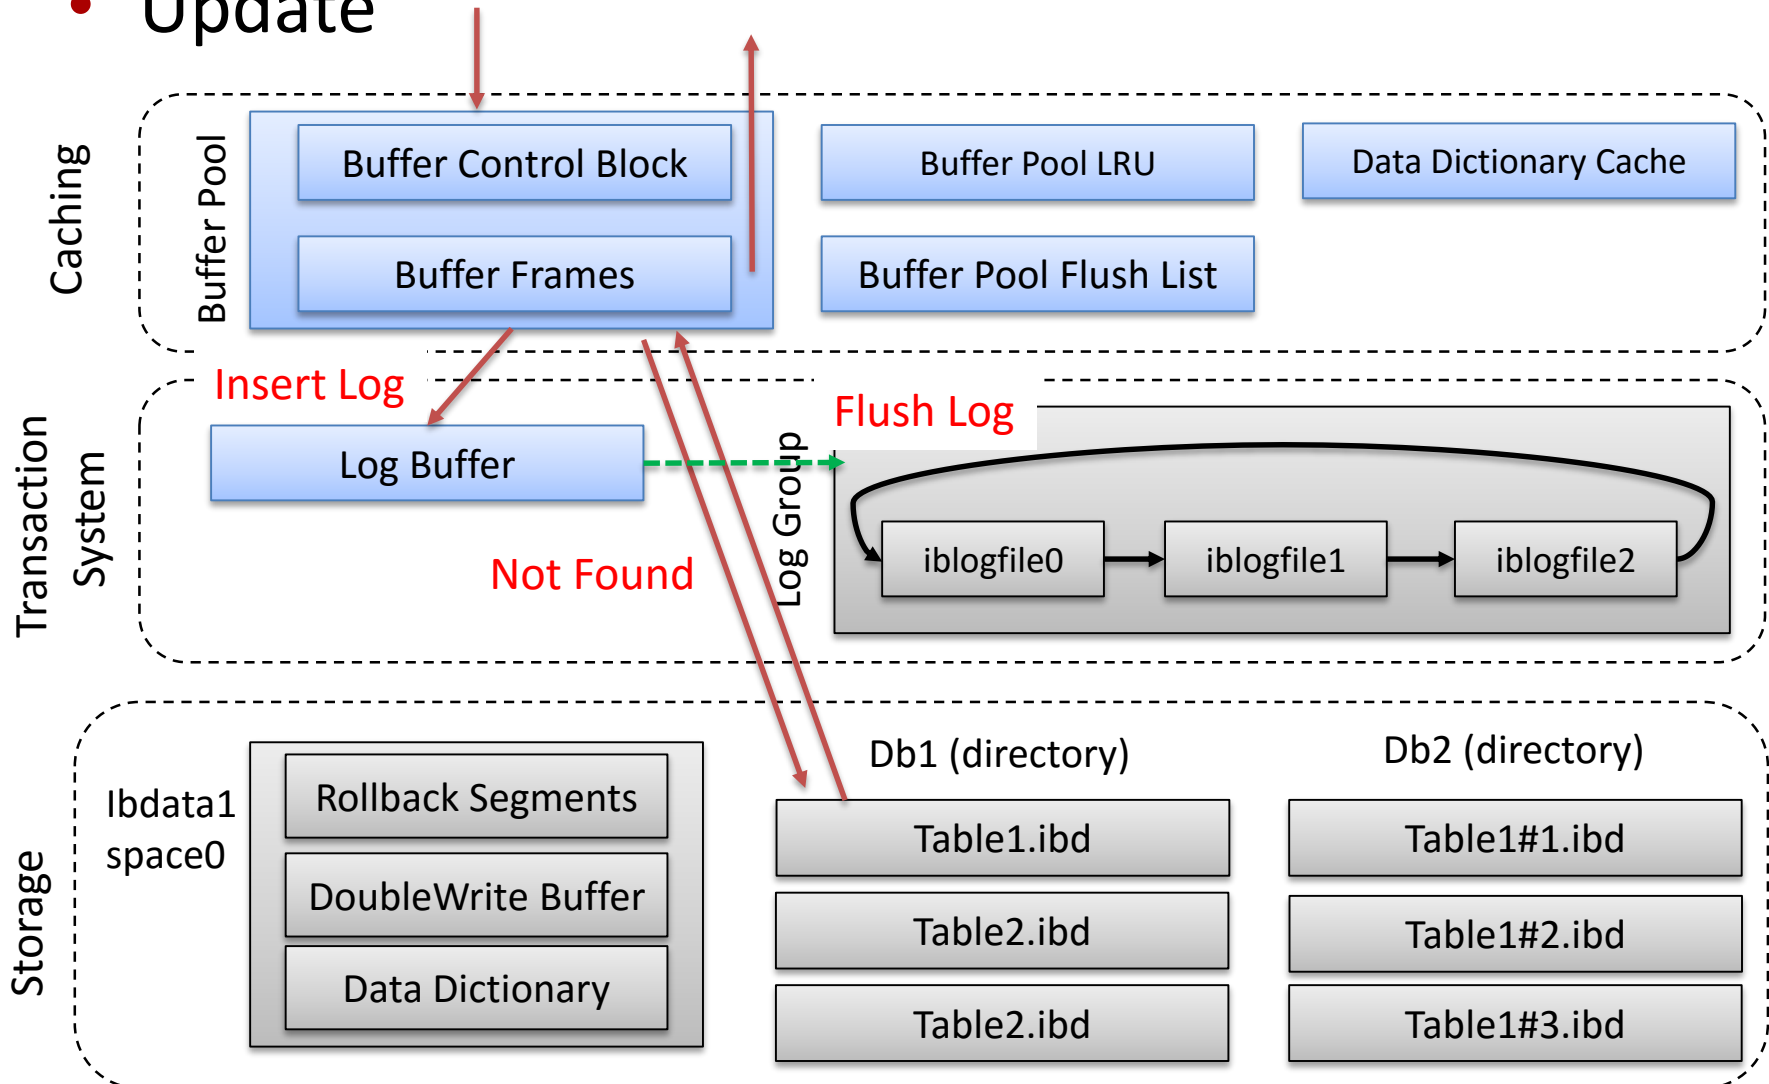 • Update
Caching
Buffer Pool
Buffer Control Block
Buffer Frames
Buffer Pool LRU
Buffer Pool Flush List
Data Dictionary Cache
Transaction
System
Insert Log
Log Buffer
Not Found
Flush Log
Log Group
iblogfile0
iblogfile1
iblogfile2
Storage
Ibdata1
space0
Rollback Segments
DoubleWrite Buffer
Data Dictionary
Db1 (directory)
Table1.ibd
Table2.ibd
Table2.ibd
Db2 (directory)
Table1#1.ibd
Table1#2.ibd
Table1#3.ibd